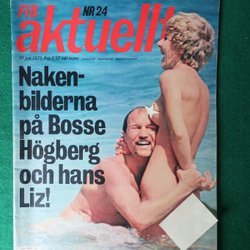 FIB
NR 24
aktuellt
Naken-
bilderna
på Bosse
Högberg
och hans
Liz!